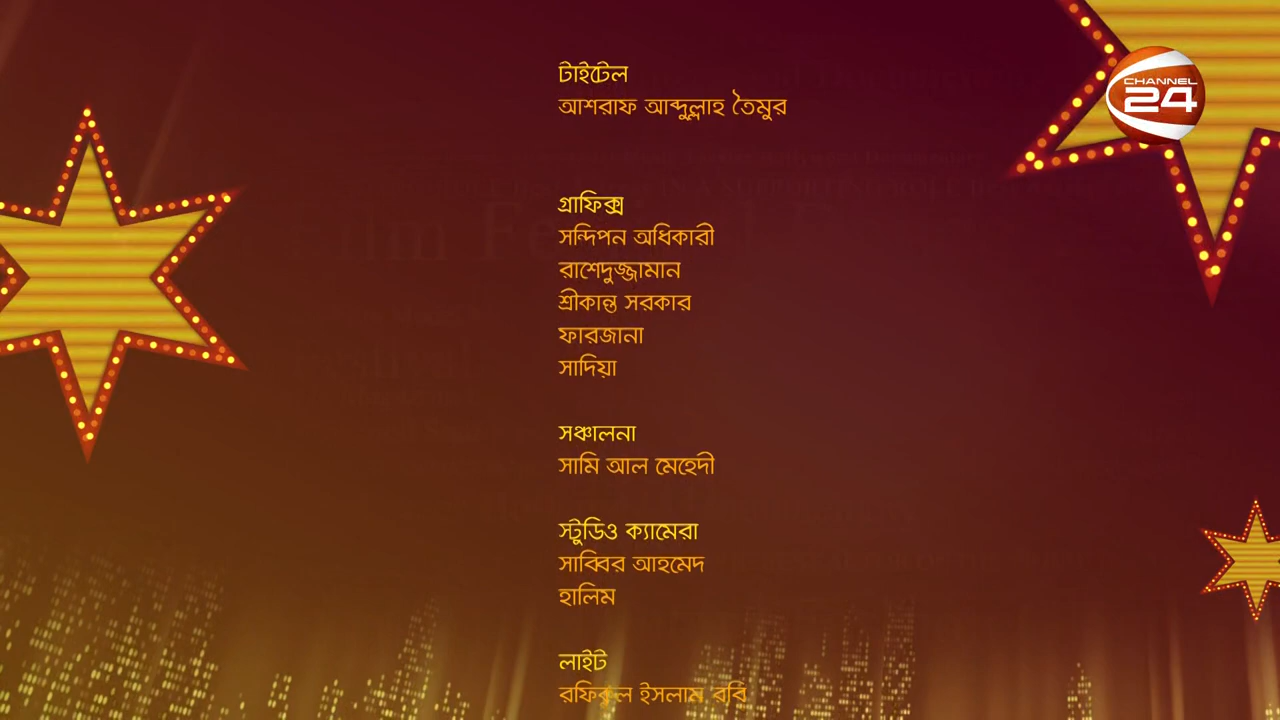 CHANNEL
24
টাইটেল
আশরাফ আব্দুল্লাহ তৈমুর
গ্রাফিক্স
সন্দিপন অধিকারী
রাশেদুজ্জামান
শ্রীকান্ত সরকার
ফারজানা
সাদিয়া
সঞ্চালনা
সামি আল মেহেদী
স্টুডিও ক্যামেরা
সাব্বির আহমেদ
হালিম
লাইট
রফিকুল ইসলাম রবি